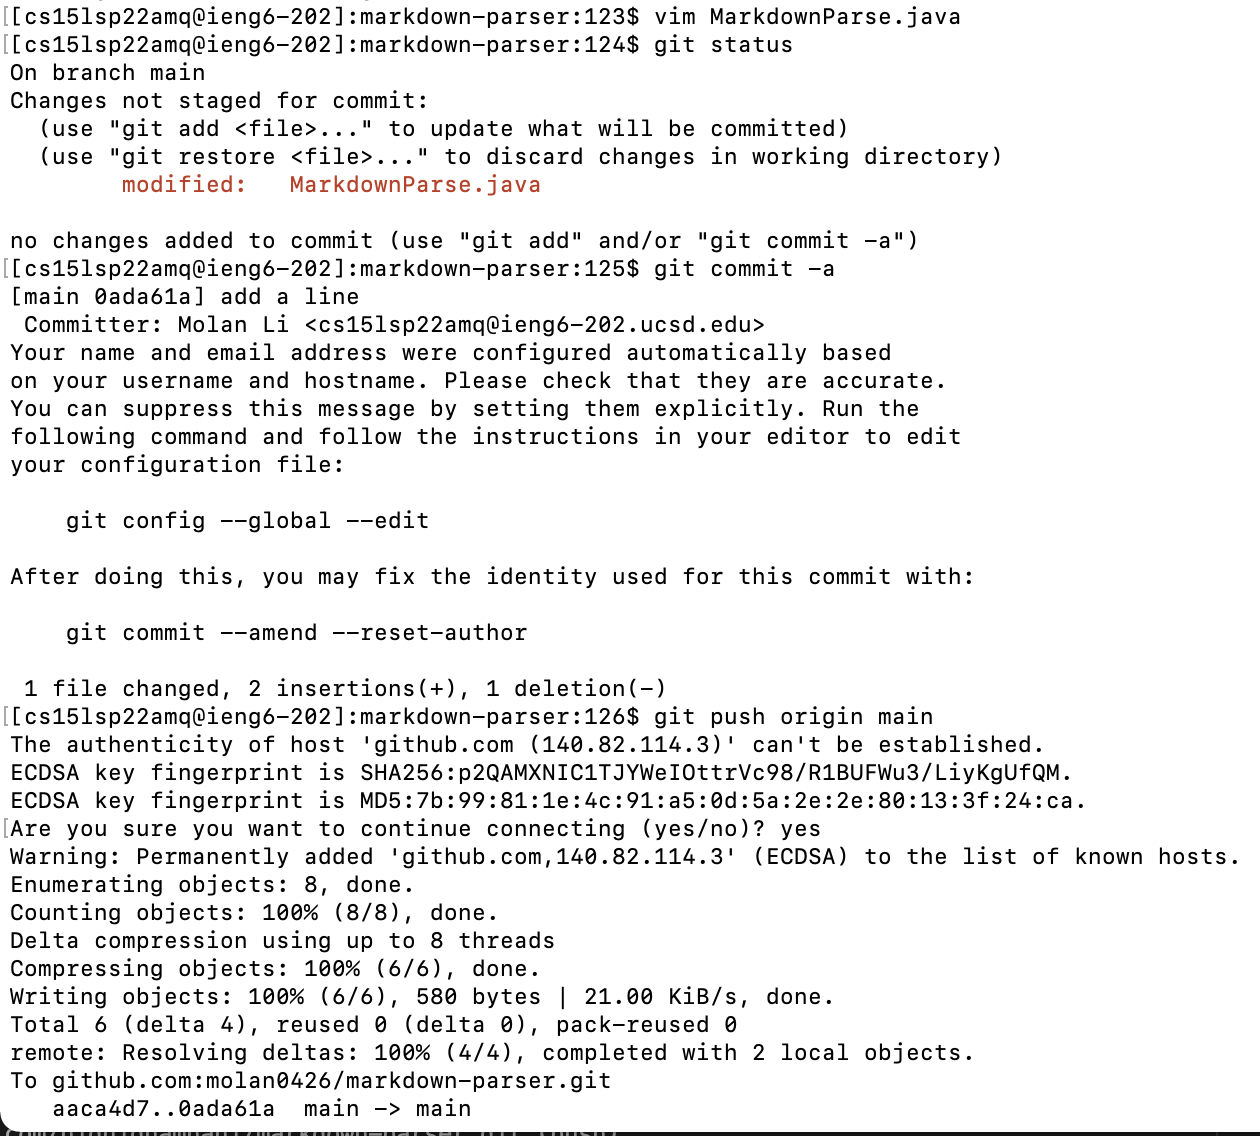 [[cs15lsp22amq@ieng6-202]:markdown-parser:123$ vim MarkdownParse.java
[[cs15lsp22amq@ieng6-202]:markdown-parser:124$ git status
On branch main
Changes not staged for commit:
  (use "git add <file>..." to update what will be committed)
  (use "git restore <file>..." to discard changes in working directory)
        modified:   MarkdownParse.java

no changes added to commit (use "git add" and/or "git commit -a")
[[cs15lsp22amq@ieng6-202]:markdown-parser:125$ git commit -a
[main 0ada61a] add a line
 Committer: Molan Li <cs15lsp22amq@ieng6-202.ucsd.edu>
Your name and email address were configured automatically based
on your username and hostname. Please check that they are accurate.
You can suppress this message by setting them explicitly. Run the
following command and follow the instructions in your editor to edit
your configuration file:

    git config --global --edit

After doing this, you may fix the identity used for this commit with:

    git commit --amend --reset-author

 1 file changed, 2 insertions(+), 1 deletion(-)
[[cs15lsp22amq@ieng6-202]:markdown-parser:126$ git push origin main
The authenticity of host 'github.com (140.82.114.3)' can't be established.
ECDSA key fingerprint is SHA256:p2QAMXNIC1TJYWeIOttrVc98/R1BUFWu3/LiyKgUfQM.
ECDSA key fingerprint is MD5:7b:99:81:1e:4c:91:a5:0d:5a:2e:2e:80:13:3f:24:ca.
[Are you sure you want to continue connecting (yes/no)? yes
Warning: Permanently added 'github.com,140.82.114.3' (ECDSA) to the list of known hosts.
Enumerating objects: 8, done.
Counting objects: 100% (8/8), done.
Delta compression using up to 8 threads
Compressing objects: 100% (6/6), done.
Writing objects: 100% (6/6), 580 bytes | 21.00 KiB/s, done.
Total 6 (delta 4), reused 0 (delta 0), pack-reused 0
remote: Resolving deltas: 100% (4/4), completed with 2 local objects.
To github.com:molan0426/markdown-parser.git
   aaca4d7..0ada61a  main -> main